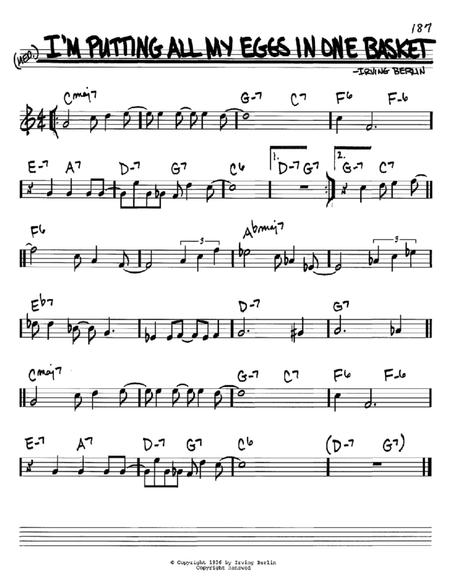 187
(MED.) I'M PUTTING ALL MY EGGS IN ONE BASKET
-IRVING BERLIN
Cmaj7 G-7 C7 F6 F-6
E-7 A7 D-7 G7 C6 1. D-7 G7 2. G-7 C7
F6 3 Abmaj7 3
Eb7 D-7 G7
Cmaj7 G-7 C7 F6 F-6
E-7 A7 D-7 G7 C6 (D-7 G7)
© Copyright 1936 by Irving Berlin
© Copyright Renewed